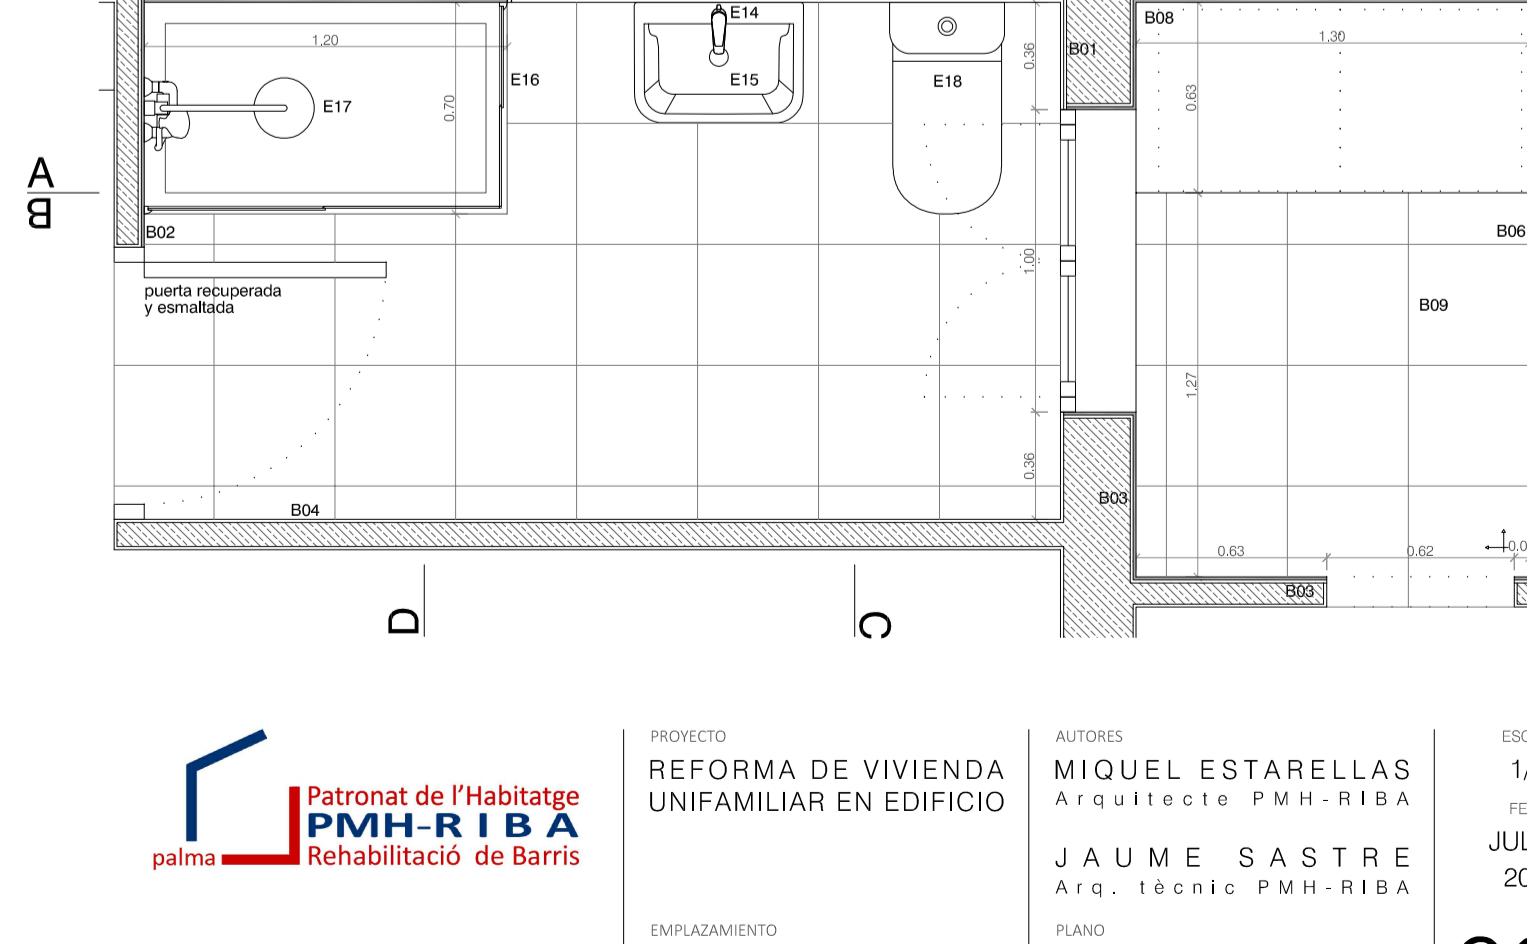 E14
B08
1.20
0.36
B01
1.30
E16
E15
E18
E17
0.70
0.63
A
B
B02
B06
1.00
puerta recuperada
y esmaltada
B09
1.27
0.36
B03
B04
0.63
0.62
B03
D
C
PROYECTO
REFORMA DE VIVIENDA
UNIFAMILIAR EN EDIFICIO
AUTORES
MIQUEL ESTARELLAS
Arquitecte PMH-RIBA
JAUME SASTRE
Arq. tècnic PMH-RIBA
Patronat de l'Habitatge
PMH-RIBA
palma
Rehabilitació de Barris
EMPLAZAMIENTO
PLANO